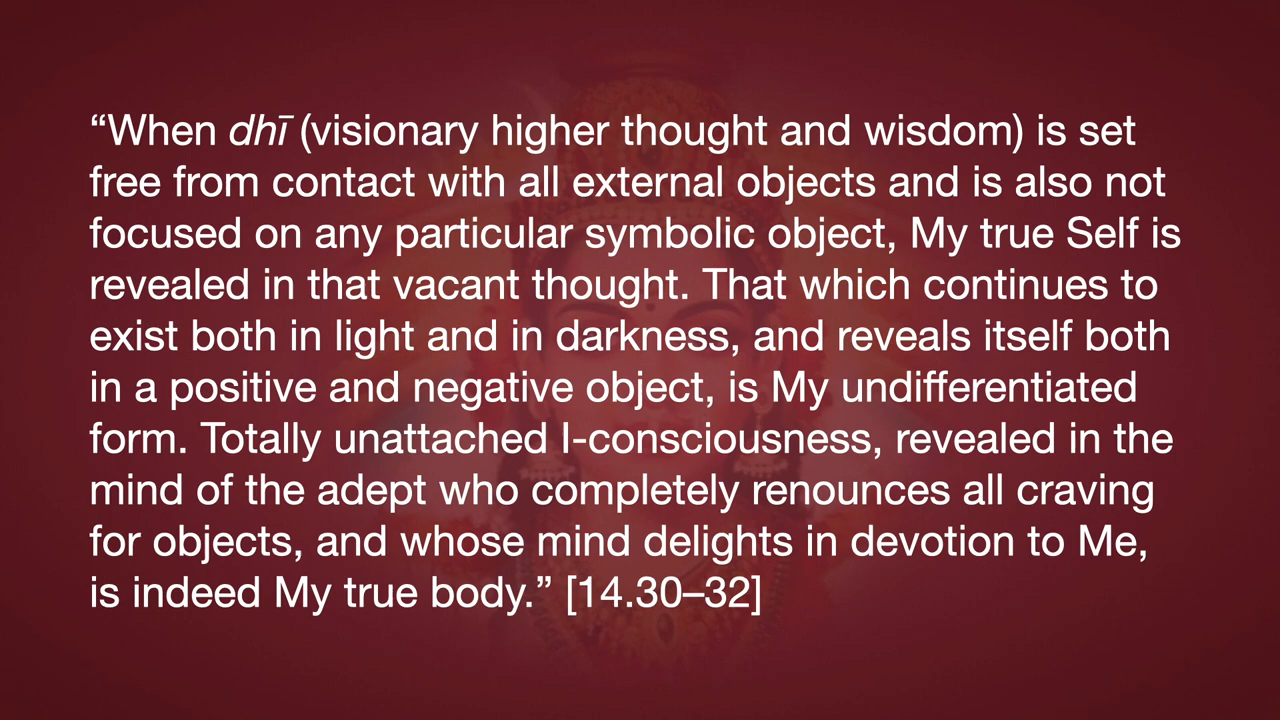 “When dhī (visionary higher thought and wisdom) is set
free from contact with all external objects and is also not
focused on any particular symbolic object, My true Self is
revealed in that vacant thought. That which continues to
exist both in light and in darkness, and reveals itself both
in a positive and negative object, is My undifferentiated
form. Totally unattached I-consciousness, revealed in the
mind of the adept who completely renounces all craving
for objects, and whose mind delights in devotion to Me,
is indeed My true body.” [14.30–32]